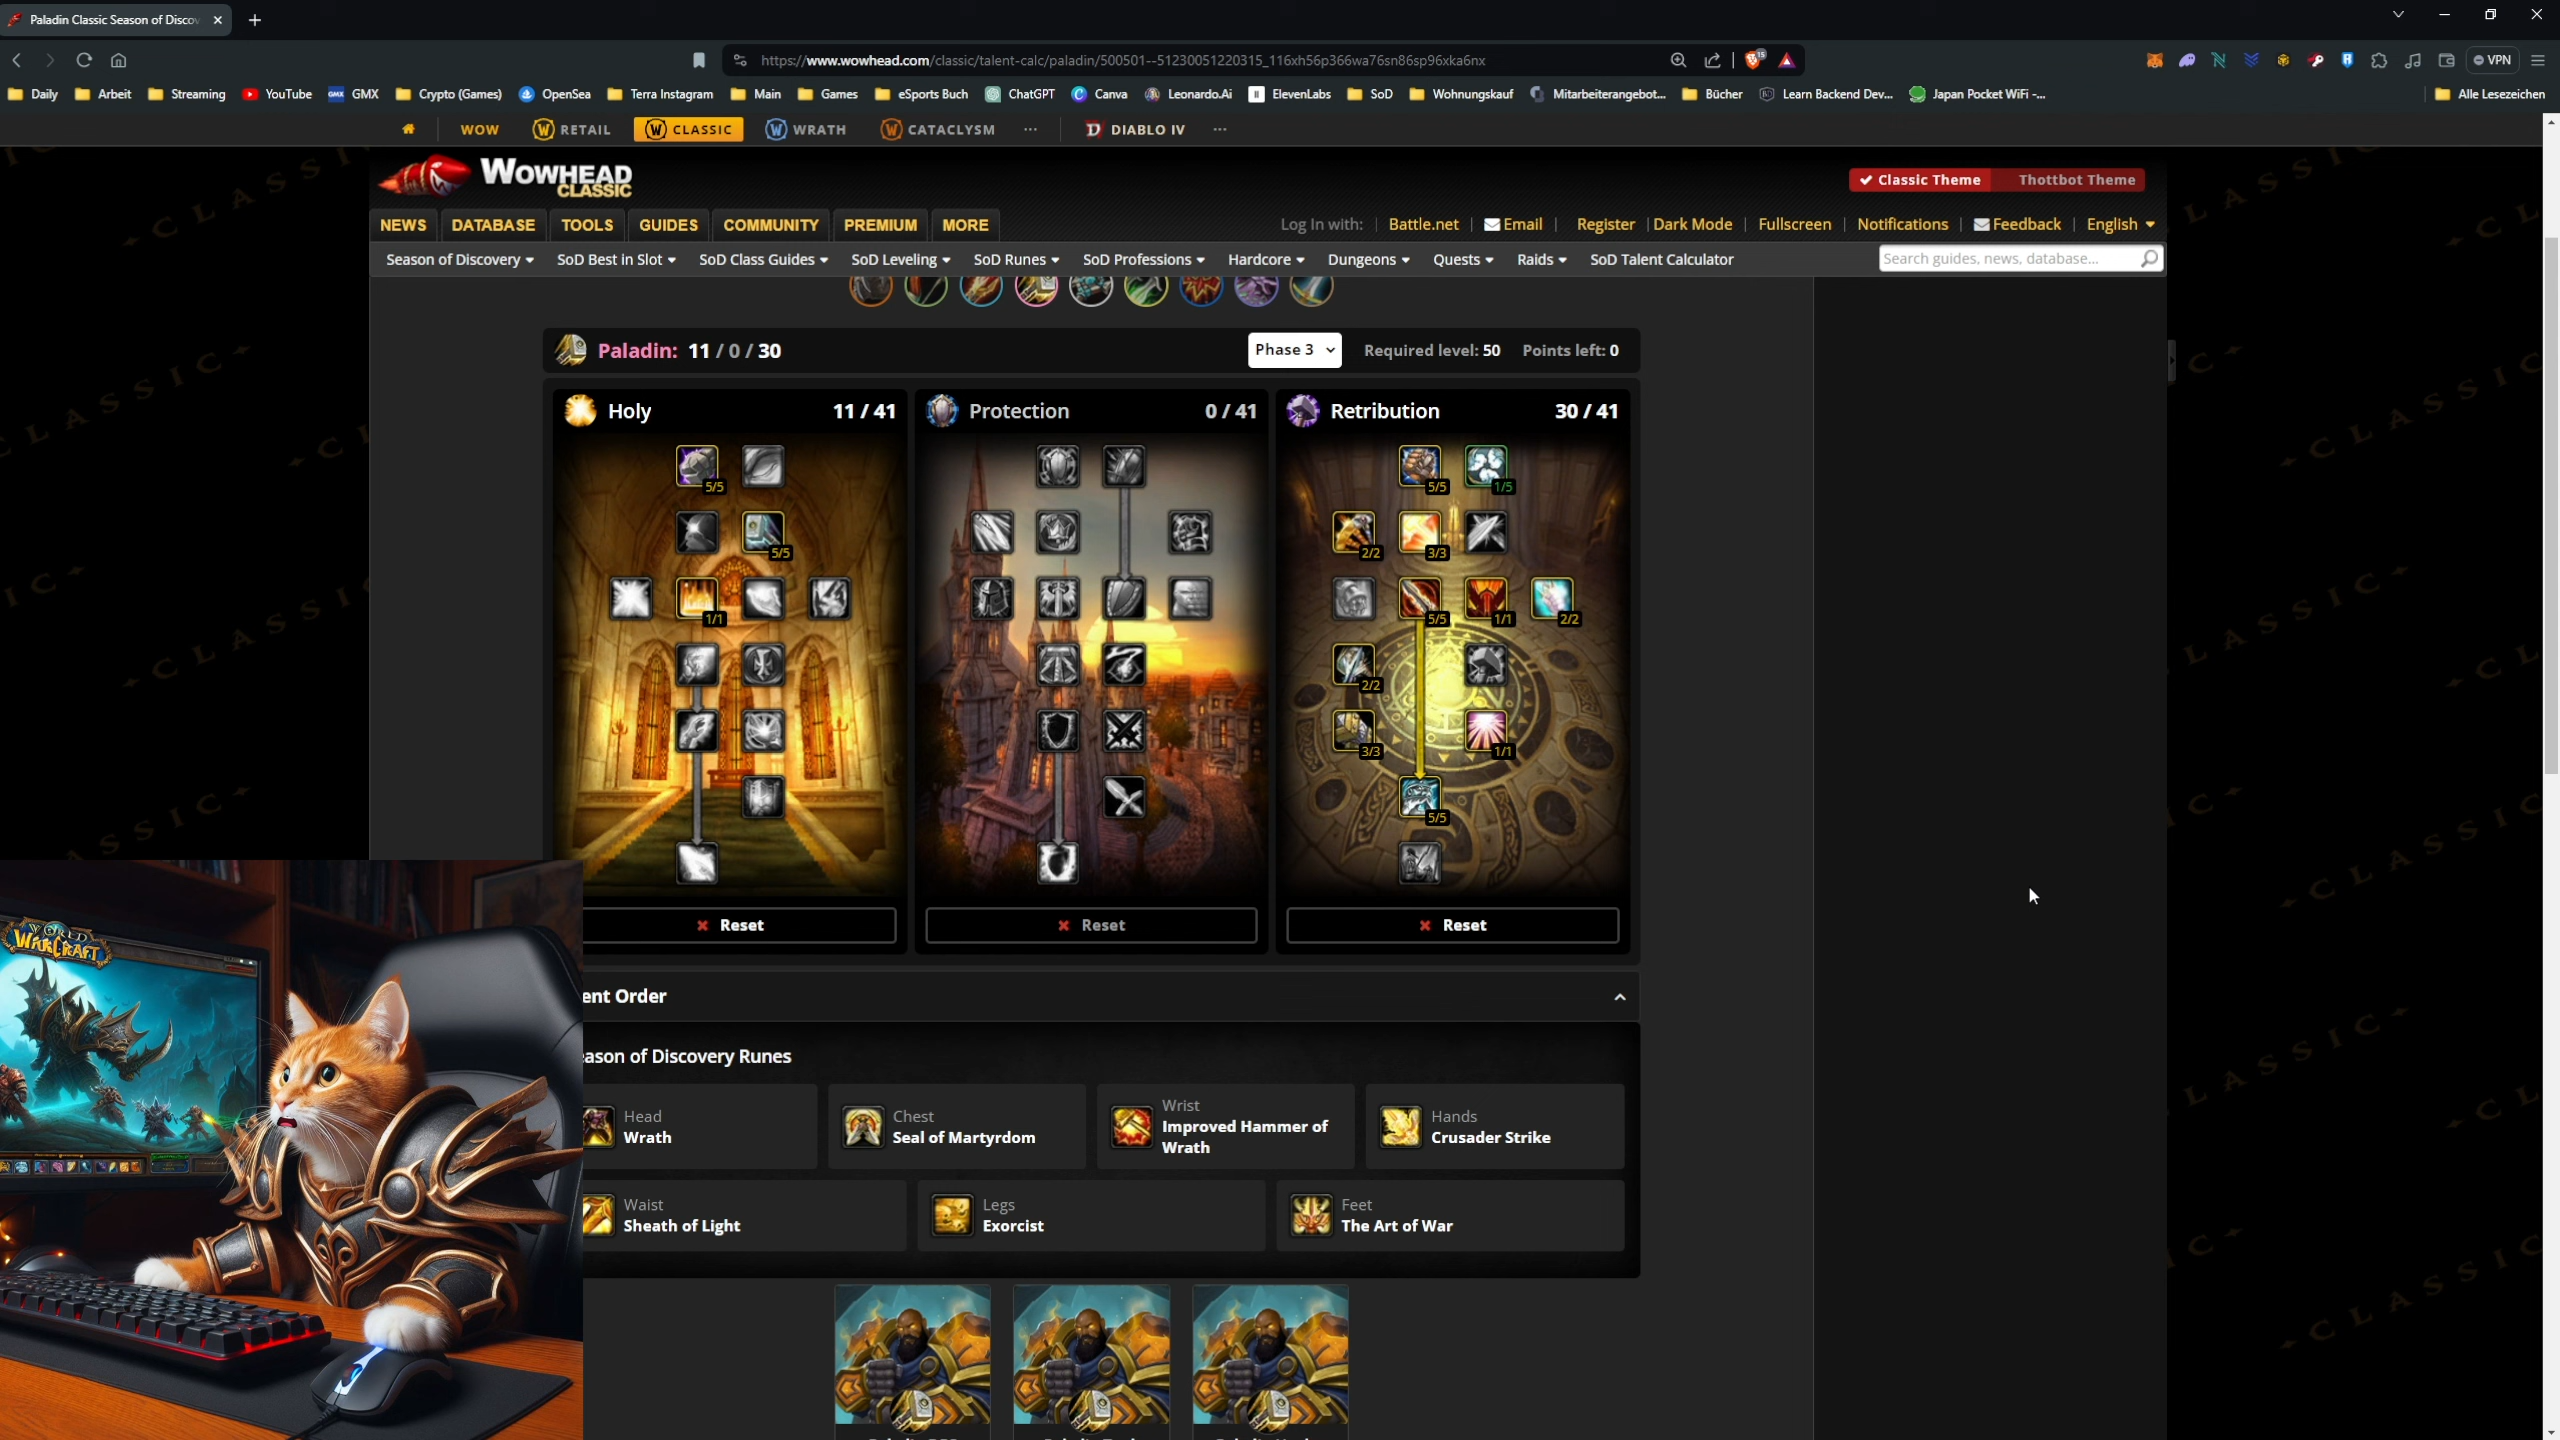 Paladin Classic Season of Discov
https://www.wowhead.com/classic/talent-calc/paladin/500501--51230051220315_116xh56p366wa76sn86sp96xka6nx
15
VPN
Daily Arbeit Streaming YouTube GMX GMX Crypto (Games) OpenSea Terra Instagram Main Games eSports Buch ChatGPT Canva Leonardo.Ai ElevenLabs SoD Wohnungskauf Mitarbeiterangebot... Bücher Learn Backend Dev... Japan Pocket WiFi -... Alle Lesezeichen
WOW RETAIL CLASSIC WRATH CATACLYSM ... DIABLO IV ...
WOWHEAD
CLASSIC
Classic Theme Thottbot Theme
NEWS DATABASE TOOLS GUIDES COMMUNITY PREMIUM MORE
Log In with: Battle.net Email Register Dark Mode Fullscreen Notifications Feedback English
Season of Discovery SoD Best in Slot SoD Class Guides SoD Leveling SoD Runes SoD Professions Hardcore Dungeons Quests Raids SoD Talent Calculator
Search guides, news, database...
Paladin: 11 / 0 / 30
Phase 3 Required level: 50 Points left: 0
Holy 11 / 41
Protection 0 / 41
Retribution 30 / 41
5/5
5/5
1/5
5/5
2/2
3/3
1/1
5/5
1/1
2/2
2/2
3/3
1/1
5/5
Reset
Reset
Reset
ent Order
eason of Discovery Runes
Head
Wrath
Chest
Seal of Martyrdom
Wrist
Improved Hammer of
Wrath
Hands
Crusader Strike
Waist
Sheath of Light
Legs
Exorcist
Feet
The Art of War
WORLD
WARCRAFT
CLASSIC